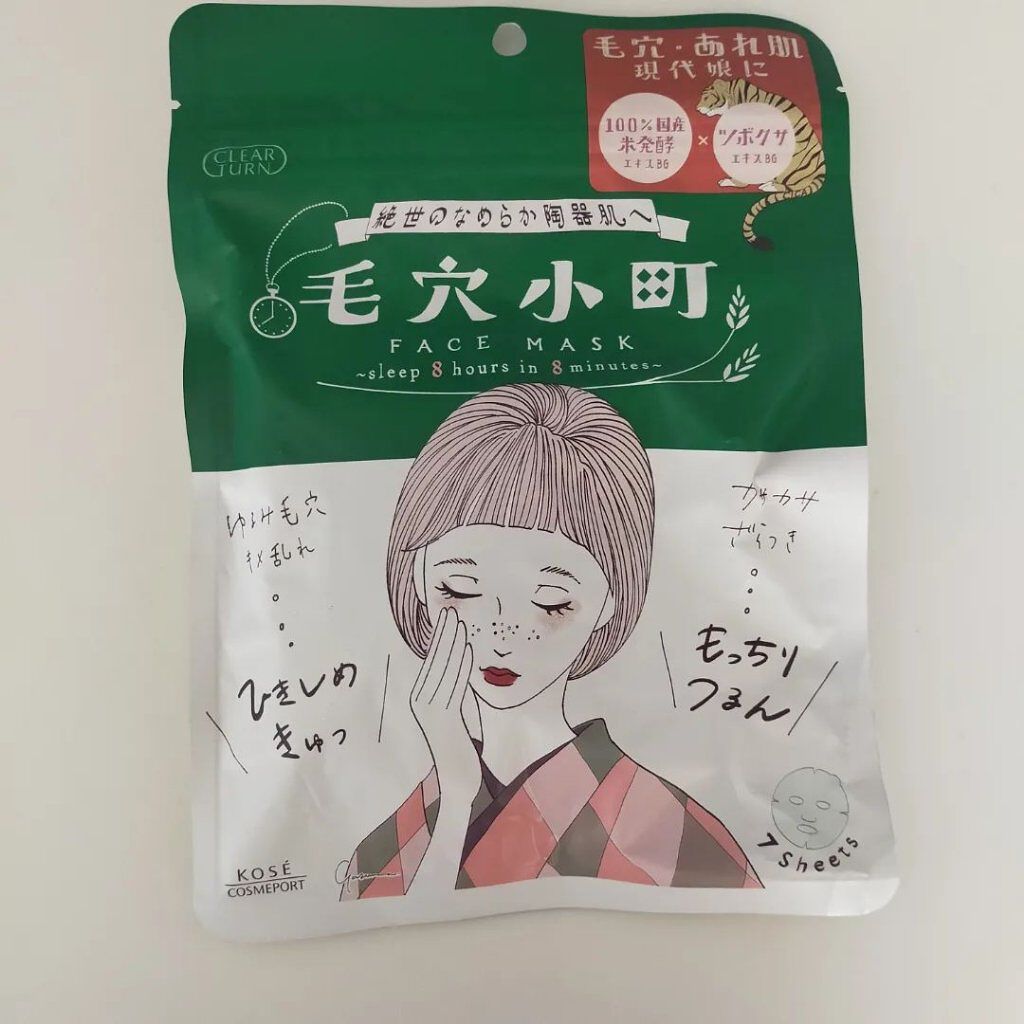 毛穴・あれ肌
現代娘に
100%国産
米発酵
エキスBG
×
ツボクサ
エキスBG
CICA
CLEAR
TURN
絶世のなめらか陶器肌へ
毛穴小町
FACE MASK
~sleep 8 hours in 8 minutes~
ゆるみ毛穴
キメ乱れ
ひきしめ
きゅっ
カサカサ
ざらつき
もっちり
つるん
7 Sheets
KOSÉ
COSMEPORT